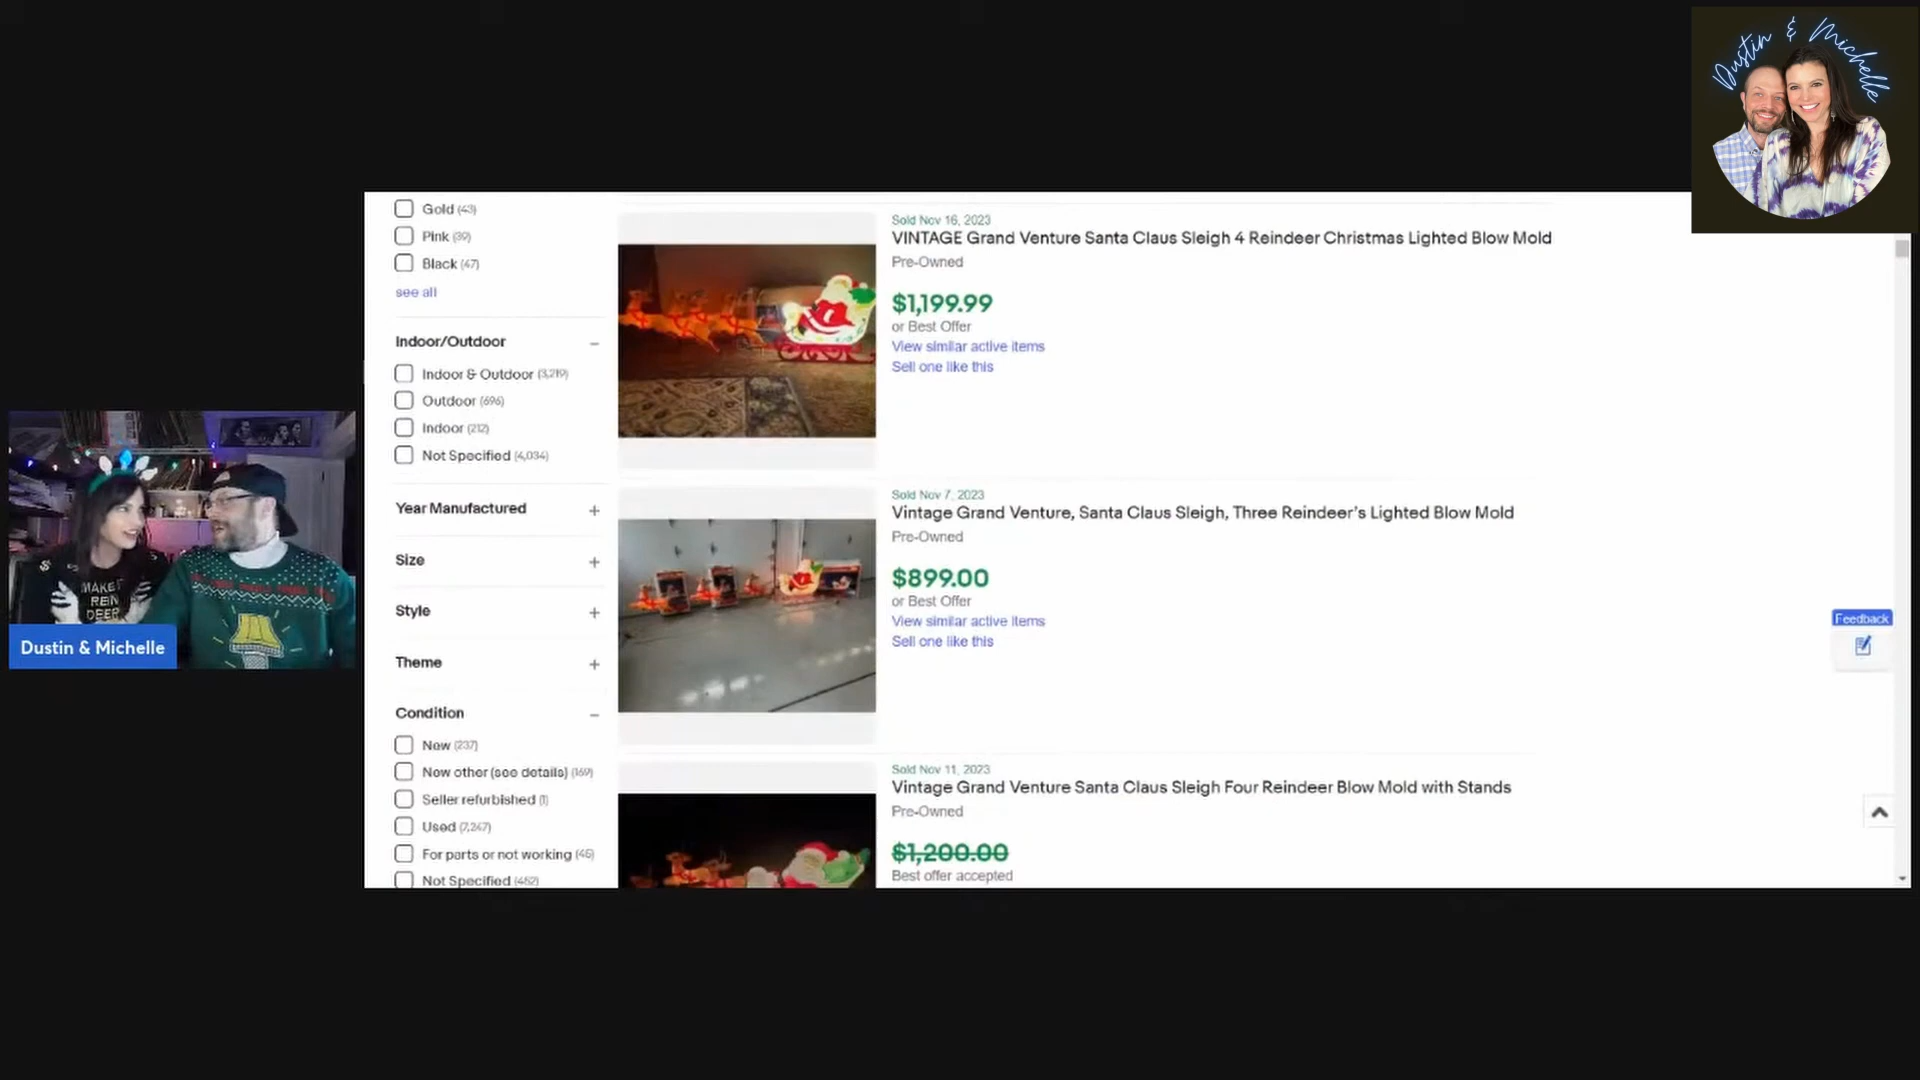 Dustin & Michelle
Gold (43)
Pink (39)
Black (47)
see all
Indoor/Outdoor
Indoor & Outdoor (3,219)
Outdoor (696)
Indoor (212)
Not Specified (4,034)
Year Manufactured
Size
Style
Theme
Condition
New (237)
New other (see details) (169)
Seller refurbished (1)
Used (7,247)
For parts or not working (45)
Not Specified (452)
Sold Nov 16, 2023
VINTAGE Grand Venture Santa Claus Sleigh 4 Reindeer Christmas Lighted Blow Mold
Pre-Owned
$1,199.99
or Best Offer
View similar active items
Sell one like this
Sold Nov 7, 2023
Vintage Grand Venture, Santa Claus Sleigh, Three Reindeer's Lighted Blow Mold
Pre-Owned
$899.00
or Best Offer
View similar active items
Sell one like this
Sold Nov 11, 2023
Vintage Grand Venture Santa Claus Sleigh Four Reindeer Blow Mold with Stands
Pre-Owned
$1,200.00
Best offer accepted
Feedback
MAKE IT
REIN
DEER
Dustin & Michelle